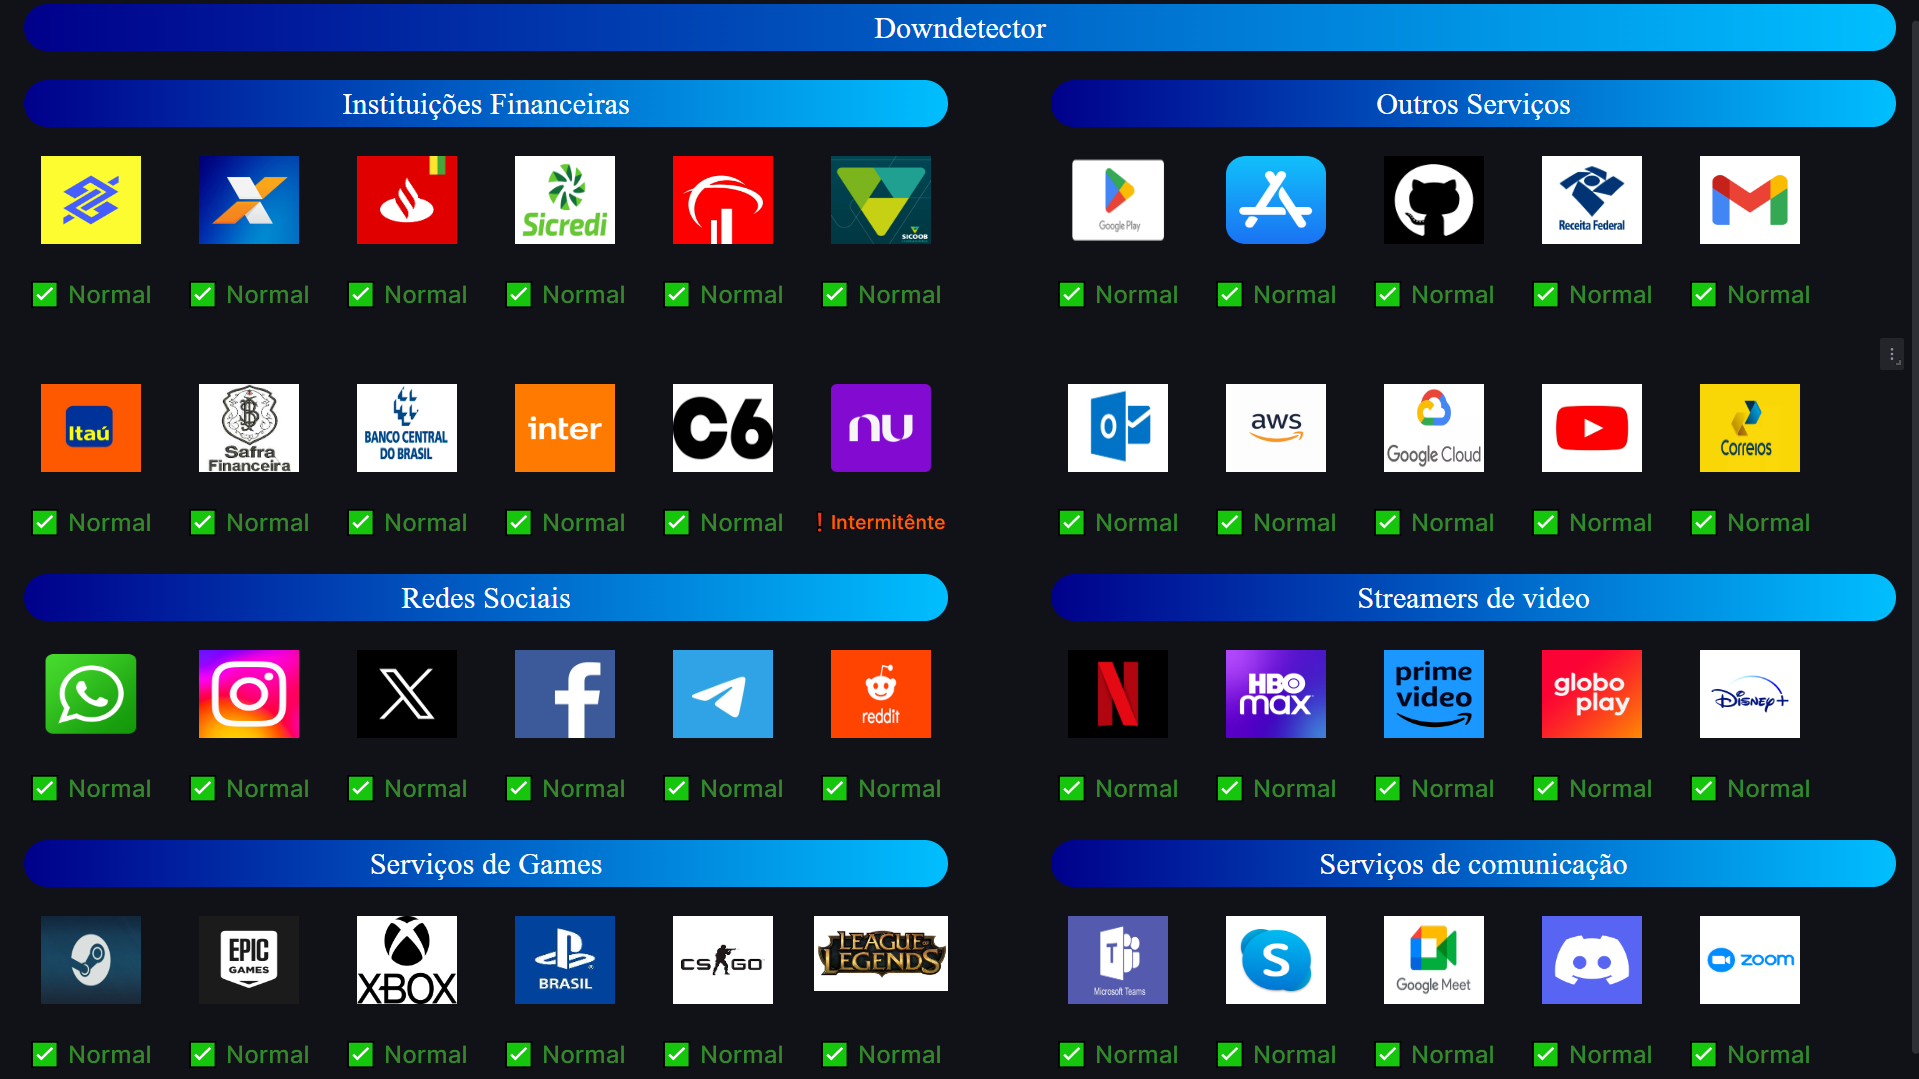 Downdetector
Instituições Financeiras
Sicredi
SICOOB
Normal
Normal
Normal
Normal
Normal
Normal
Itaú
Safra
Financeira
BANCO CENTRAL
DO BRASIL
inter
C6
nu
Normal
Normal
Normal
Normal
Normal
! Intermitênte
Outros Serviços
Google Play
Receita Federal
Normal
Normal
Normal
Normal
Normal
O
aws
Google Cloud
Correios
Normal
Normal
Normal
Normal
Normal
Redes Sociais
X
f
reddit
Normal
Normal
Normal
Normal
Normal
Normal
Streamers de video
N
HBO
max
prime
video
globo
play
Disney+
Normal
Normal
Normal
Normal
Normal
Serviços de Games
EPIC
GAMES
XBOX
BRASIL
CS GO
LEAGUE OF
LEGENDS
Normal
Normal
Normal
Normal
Normal
Normal
Serviços de comunicação
T
Microsoft Teams
S
Google Meet
zoom
Normal
Normal
Normal
Normal
Normal